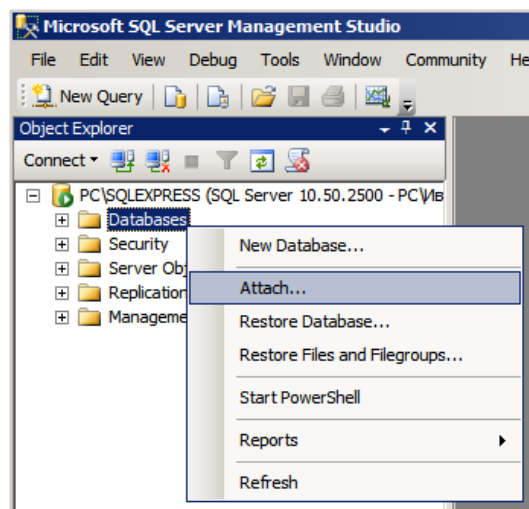 Microsoft SQL Server Management Studio
File Edit View Debug Tools Window Community He
New Query
Object Explorer
Connect
PC\SQLEXPRESS (SQL Server 10.50.2500 - PC\Ив
Databases
Security
New Database...
Server Obj
Attach...
Replication
Manageme
Restore Database...
Restore Files and Filegroups...
Start PowerShell
Reports
Refresh